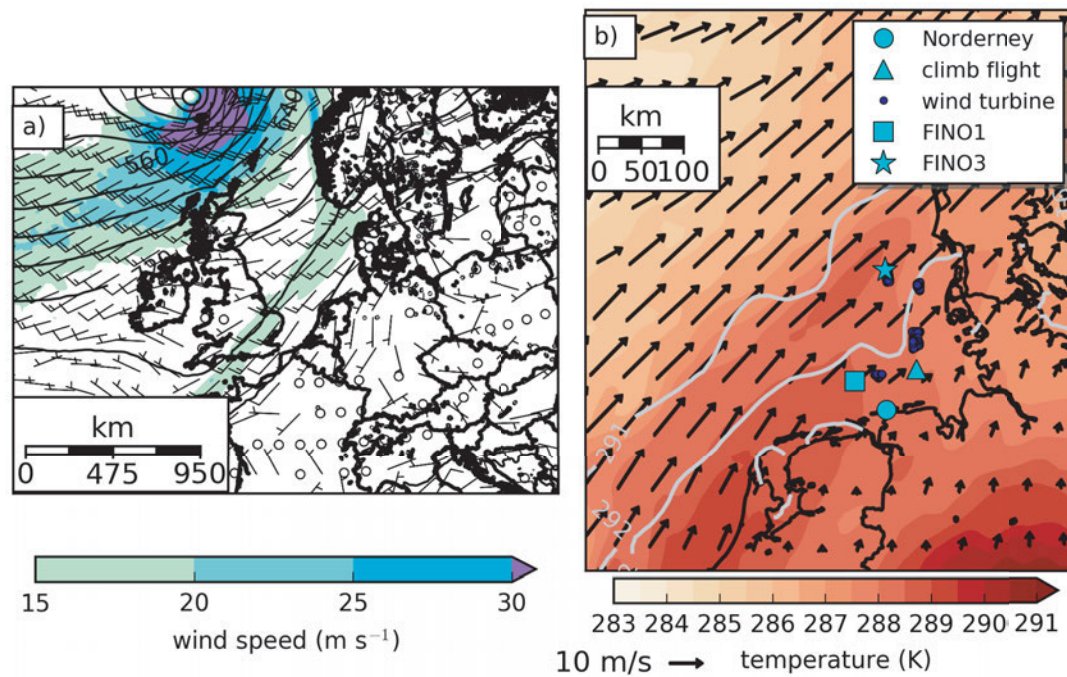 a)
560
540
km
0 475 950
15 20 25 30
wind speed (m s⁻¹)
b)
km
0 50100
Norderney
climb flight
wind turbine
FINO1
FINO3
291
292
283 284 285 286 287 288 289 290 291
10 m/s
temperature (K)